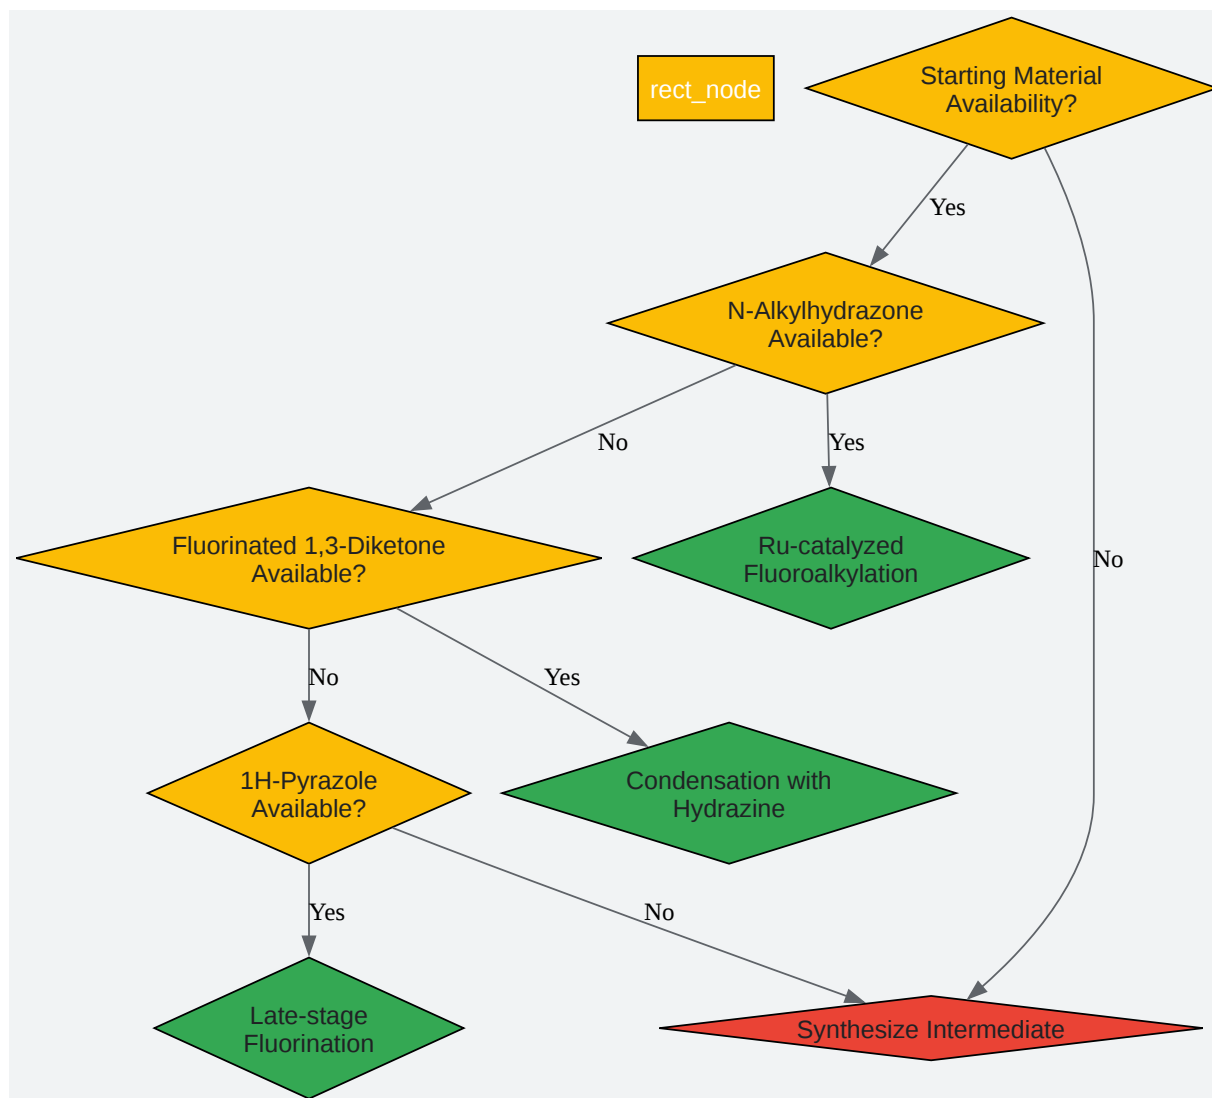 rect_node
Starting Material
Availability?
Yes
N-Alkylhydrazone
Available?
No
Yes
Fluorinated 1,3-Diketone
Available?
Ru-catalyzed
Fluoroalkylation
No
No
Yes
1H-Pyrazole
Available?
Condensation with
Hydrazine
Yes
No
Late-stage
Fluorination
Synthesize Intermediate